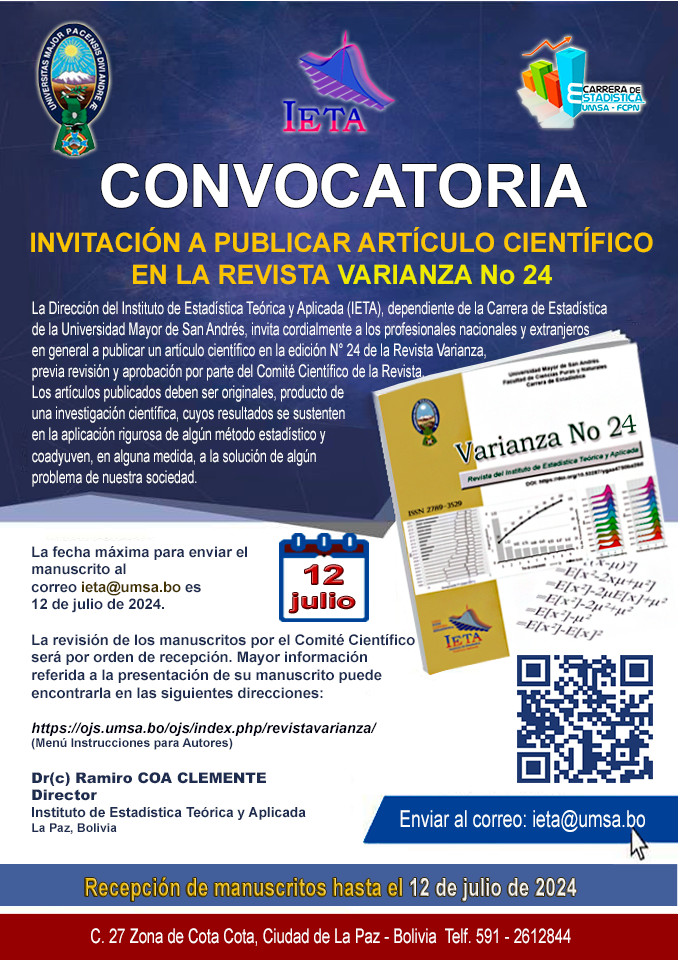 UNIVERSITAS MAJOR PACENSIS DIVI ANDRE Æ
IETA
CARRERA DE
ESTADÍSTICA
UMSA - FCPN
CONVOCATORIA
INVITACIÓN A PUBLICAR ARTÍCULO CIENTÍFICO
EN LA REVISTA VARIANZA No 24
La Dirección del Instituto de Estadística Teórica y Aplicada (IETA), dependiente de la Carrera de Estadística
de la Universidad Mayor de San Andrés, invita cordialmente a los profesionales nacionales y extranjeros
en general a publicar un artículo científico en la edición N° 24 de la Revista Varianza,
previa revisión y aprobación por parte del Comité Científico de la Revista.
Los artículos publicados deben ser originales, producto de
una investigación científica, cuyos resultados se sustenten
en la aplicación rigurosa de algún método estadístico y
coadyuven, en alguna medida, a la solución de algún
problema de nuestra sociedad.
Universidad Mayor de San Andrés
Facultad de Ciencias Puras y Naturales
Carrera de Estadística
Varianza No 24
Revista del Instituto de Estadística Teórica y Aplicada
ISSN 2789-3529
=E[x²-2xμ+μ²]
=E[x²]-2μE[x]+μ²
=E[x²]-2μ²+μ²
=E[x²]-μ²
=E[x²]-E[x]²
IETA
La fecha máxima para enviar el
manuscrito al
correo ieta@umsa.bo es
12 de julio de 2024.
12
julio
La revisión de los manuscritos por el Comité Científico
será por orden de recepción. Mayor información
referida a la presentación de su manuscrito puede
encontrarla en las siguientes direcciones:
https://ojs.umsa.bo/ojs/index.php/revistavarianza/
(Menú Instrucciones para Autores)
Dr(c) Ramiro COA CLEMENTE
Director
Instituto de Estadística Teórica y Aplicada
La Paz, Bolivia
Enviar al correo: ieta@umsa.bo
Recepción de manuscritos hasta el 12 de julio de 2024
C. 27 Zona de Cota Cota, Ciudad de La Paz - Bolivia Telf. 591 - 2612844